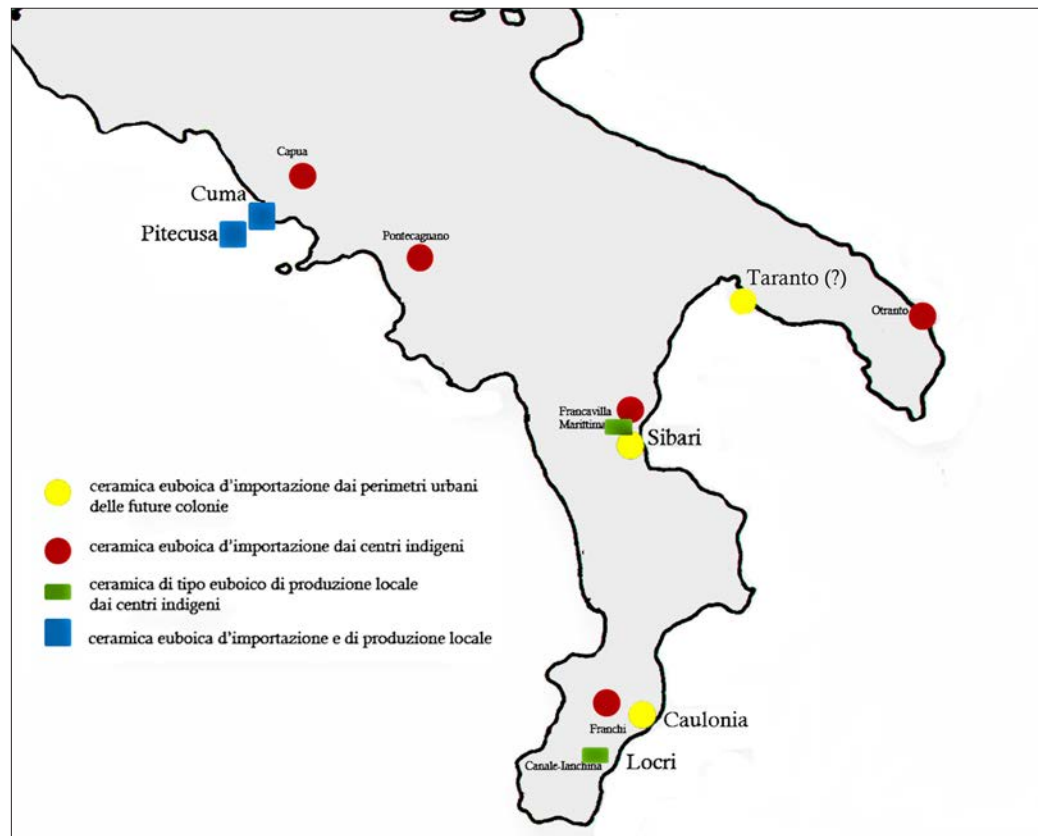 Capua
Cuma
Pitecusa
Pontecagnano
Taranto (?)
Otranto
Francavilla
Marittima
Sibari
ceramica euboica d'importazione dai perimetri urbani
delle future colonie
ceramica euboica d'importazione dai centri indigeni
ceramica di tipo euboico di produzione locale
dai centri indigeni
ceramica euboica d'importazione e di produzione locale
Franchi
Caulonia
Canale-Ianchina
Locri